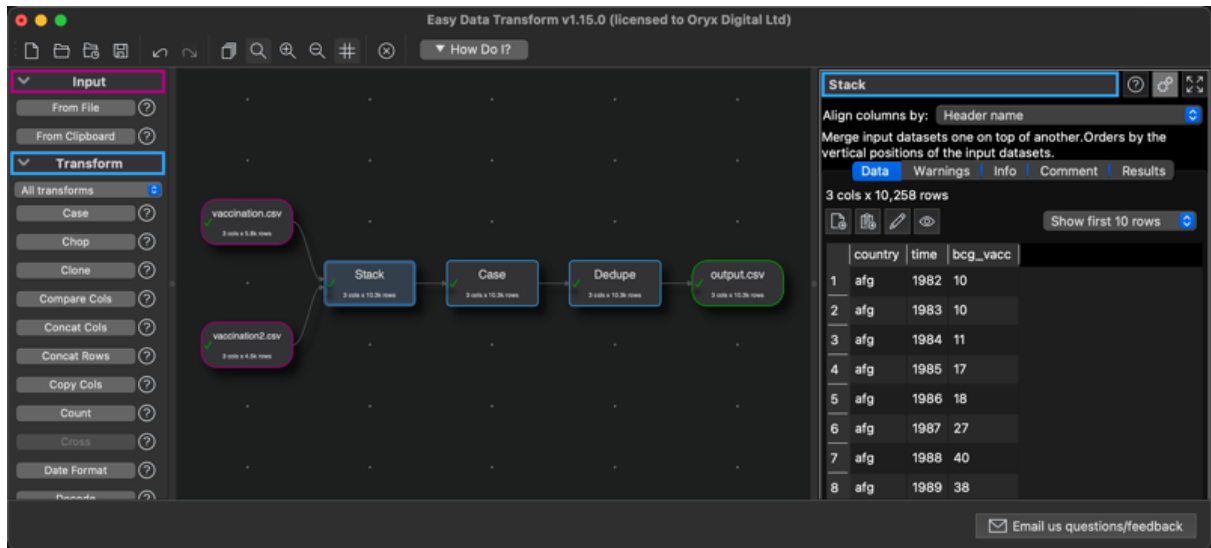 Easy Data Transform v1.15.0 (licensed to Oryx Digital Ltd)
▼ How Do I?
Input
From File
From Clipboard
Transform
All transforms
Case
Chop
Clone
Compare Cols
Concat Cols
Concat Rows
Copy Cols
Count
Cross
Date Format
Decode
vaccination.csv
3 cols x 5.8k rows
vaccination2.csv
3 cols x 4.5k rows
Stack
3 cols x 10.3k rows
Case
3 cols x 10.3k rows
Dedupe
3 cols x 10.3k rows
output.csv
3 cols x 10.3k rows
Stack
Align columns by: Header name
Merge input datasets one on top of another.Orders by the
vertical positions of the input datasets.
Data Warnings Info Comment Results
3 cols x 10,258 rows
Show first 10 rows
country time bcg_vacc
1 afg 1982 10
2 afg 1983 10
3 afg 1984 11
4 afg 1985 17
5 afg 1986 18
6 afg 1987 27
7 afg 1988 40
8 afg 1989 38
Email us questions/feedback